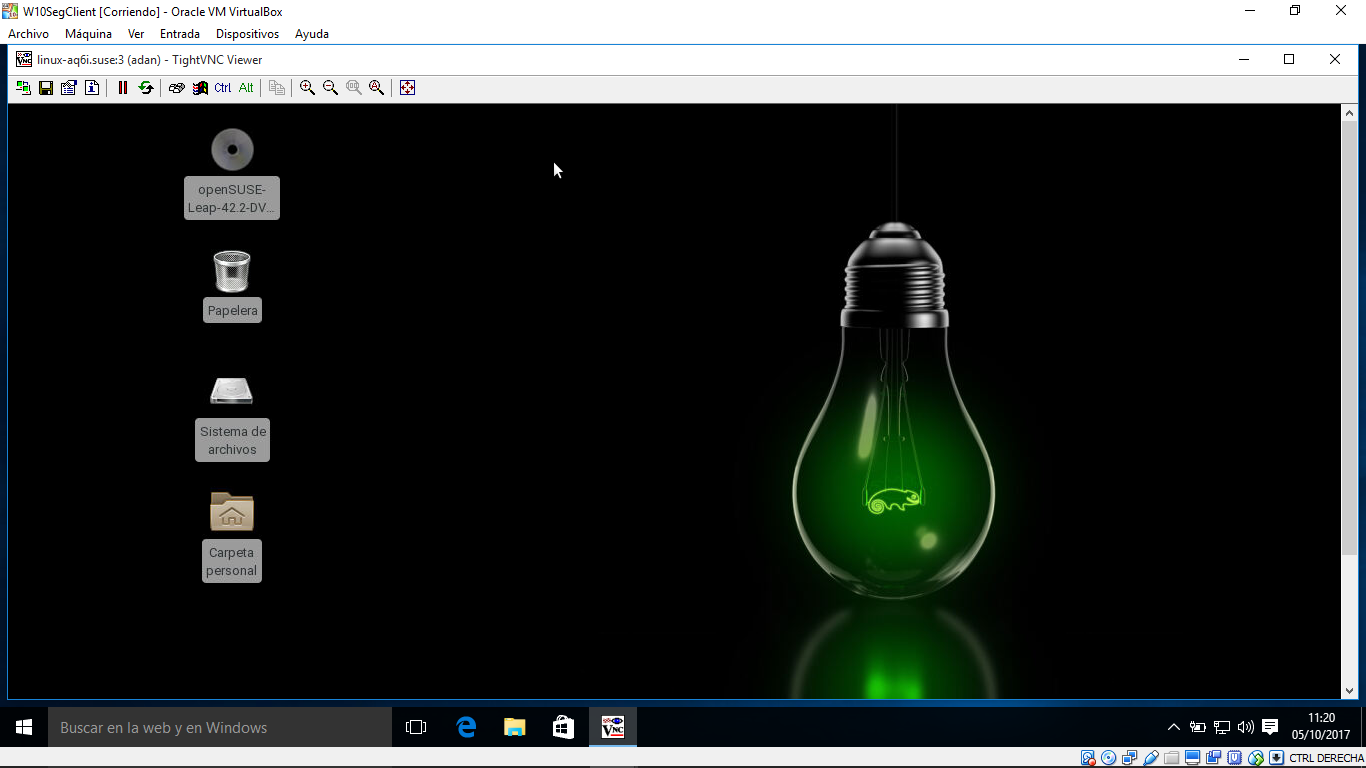 W10SegClient [Corriendo] - Oracle VM VirtualBox
Archivo Máquina Ver Entrada Dispositivos Ayuda
linux-aq6i.suse:3 (adan) - TightVNC Viewer
Ctrl Alt
openSUSE-
Leap-42.2-DV...
Papelera
Sistema de
archivos
Carpeta
personal
Buscar en la web y en Windows
11:20
05/10/2017
CTRL DERECHA